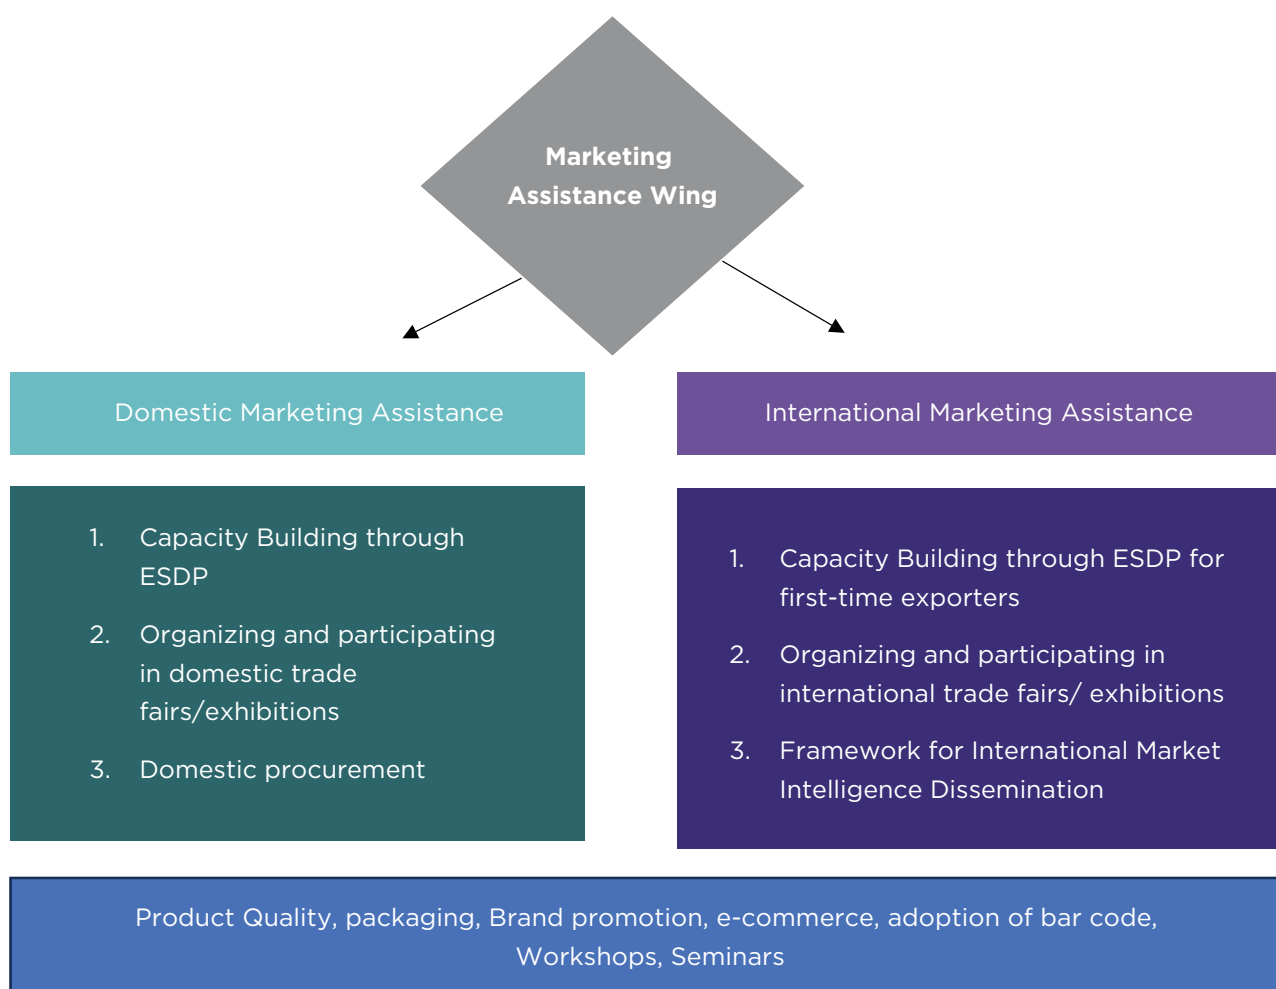 Marketing
Assistance Wing
Domestic Marketing Assistance
International Marketing Assistance
1. Capacity Building through
ESDP
2. Organizing and participating
in domestic trade
fairs/exhibitions
3. Domestic procurement
1. Capacity Building through ESDP for
first-time exporters
2. Organizing and participating in
international trade fairs/ exhibitions
3. Framework for International Market
Intelligence Dissemination
Product Quality, packaging, Brand promotion, e-commerce, adoption of bar code,
Workshops, Seminars